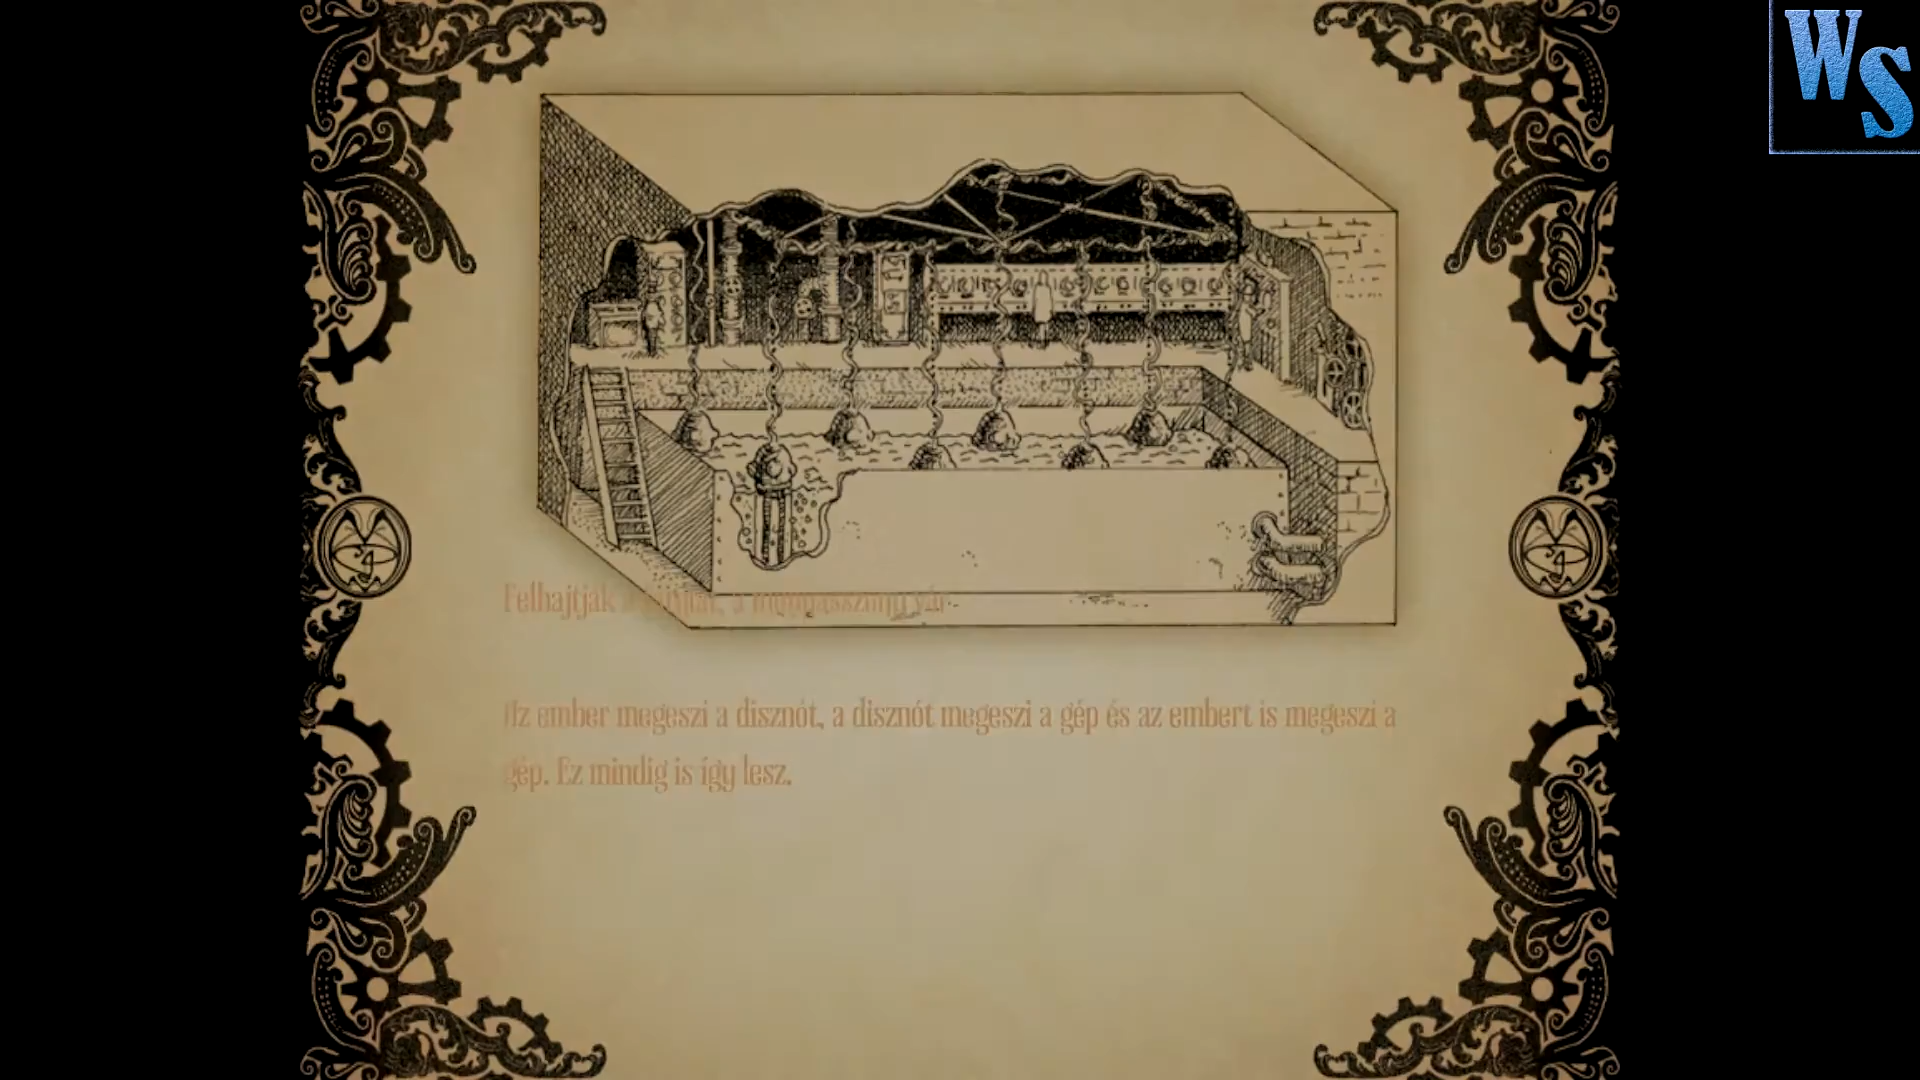 WS
Felhajtják
Az ember megeszi a disznót, a disznót megeszi a gép és az embert is megeszi a
gép. Ez mindig is így lesz.